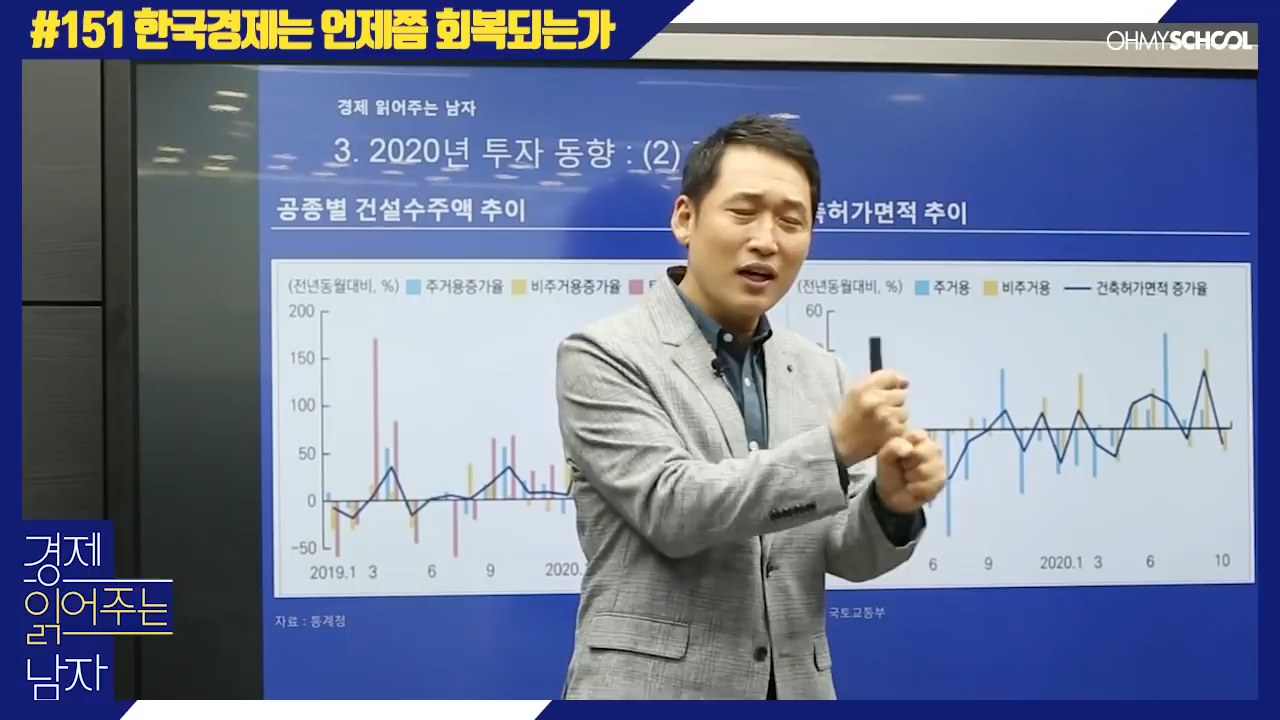 #151 한국경제는 언제쯤 회복되는가
OHMYSCHOOL
경제 읽어주는 남자
3. 2020년 투자 동향 : (2)
공종별 건설수주액 추이
축허가면적 추이
(전년동월대비, %) 주거용증가율 비주거용증가율
200
150
100
50
0
-50
2019.1 3 6 9 2020.
자료 : 통계청
(전년동월대비, %) 주거용 비주거용 건축허가면적 증가율
60
6 9 2020.1 3 6 10
국토교통부
경제
읽어주는
남자